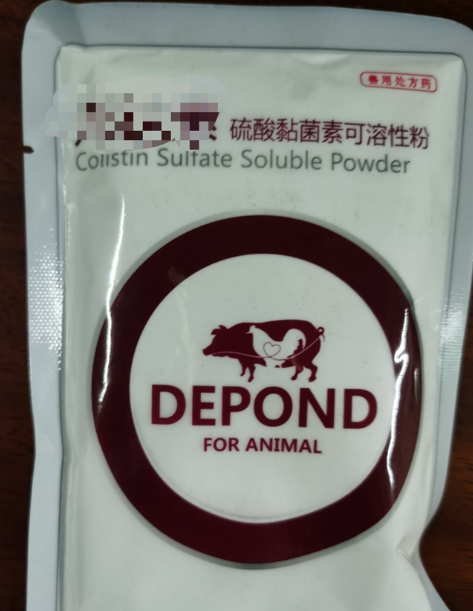 兽用处方药
硫酸黏菌素可溶性粉
Colistin Sulfate Soluble Powder
DEPOND
FOR ANIMAL